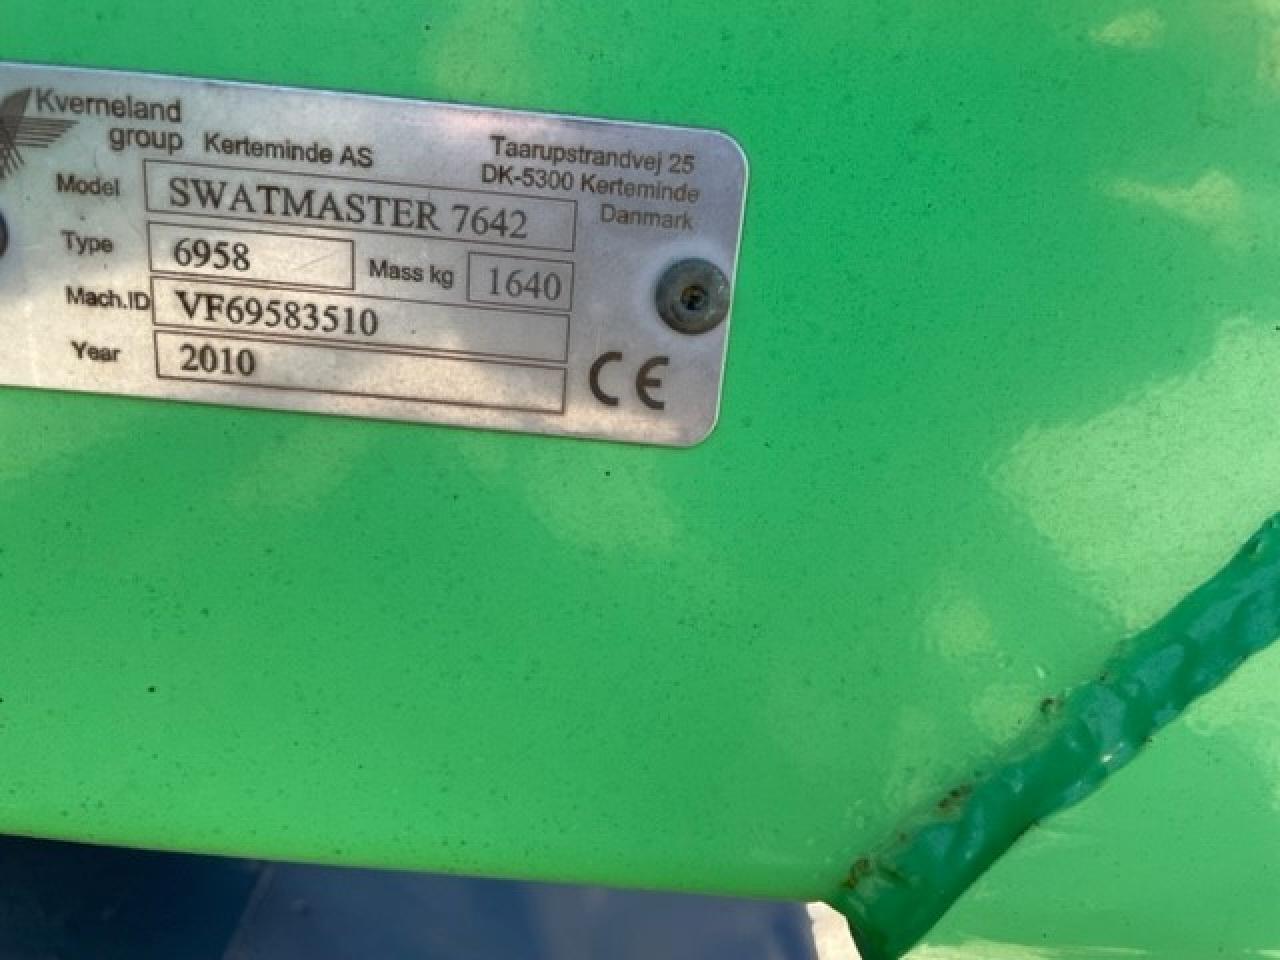 Kverneland
group Kerteminde AS
Taarupstrandvej 25
DK-5300 Kerteminde
Danmark
Model SWATMASTER 7642
Type 6958 Mass kg 1640
Mach.ID VF69583510
Year 2010
CE